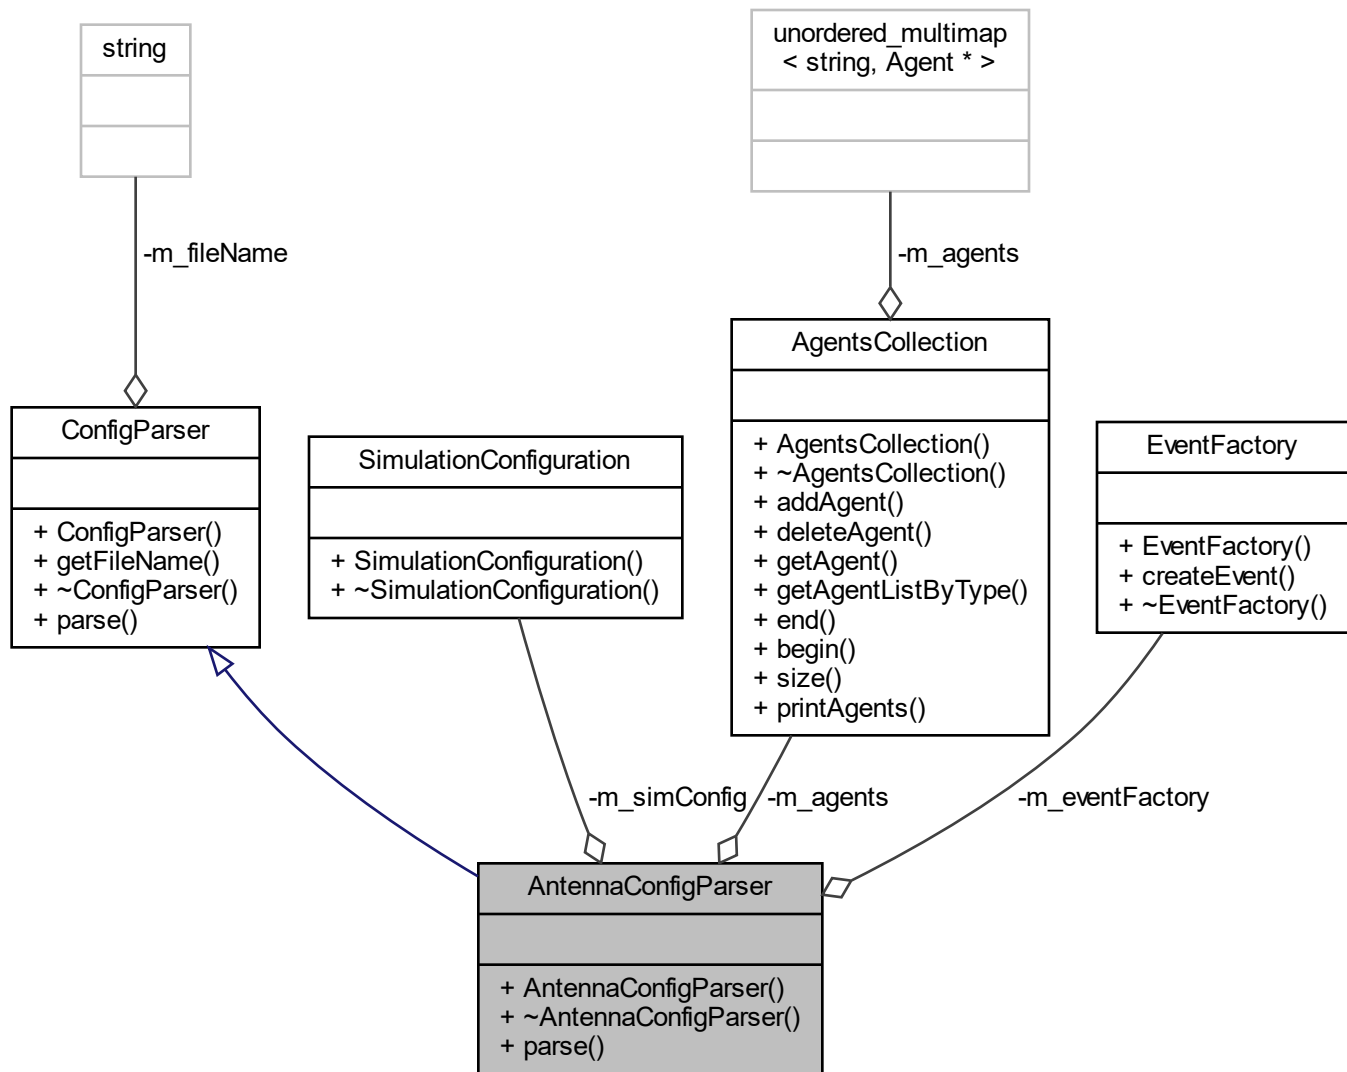 string
unordered_multimap
< string, Agent * >
-m_fileName
-m_agents
ConfigParser
+ ConfigParser()
+ getFileName()
+ ~ConfigParser()
+ parse()
SimulationConfiguration
+ SimulationConfiguration()
+ ~SimulationConfiguration()
AgentsCollection
+ AgentsCollection()
+ ~AgentsCollection()
+ addAgent()
+ deleteAgent()
+ getAgent()
+ getAgentListByType()
+ end()
+ begin()
+ size()
+ printAgents()
EventFactory
+ EventFactory()
+ createEvent()
+ ~EventFactory()
-m_simConfig
-m_agents
-m_eventFactory
AntennaConfigParser
+ AntennaConfigParser()
+ ~AntennaConfigParser()
+ parse()